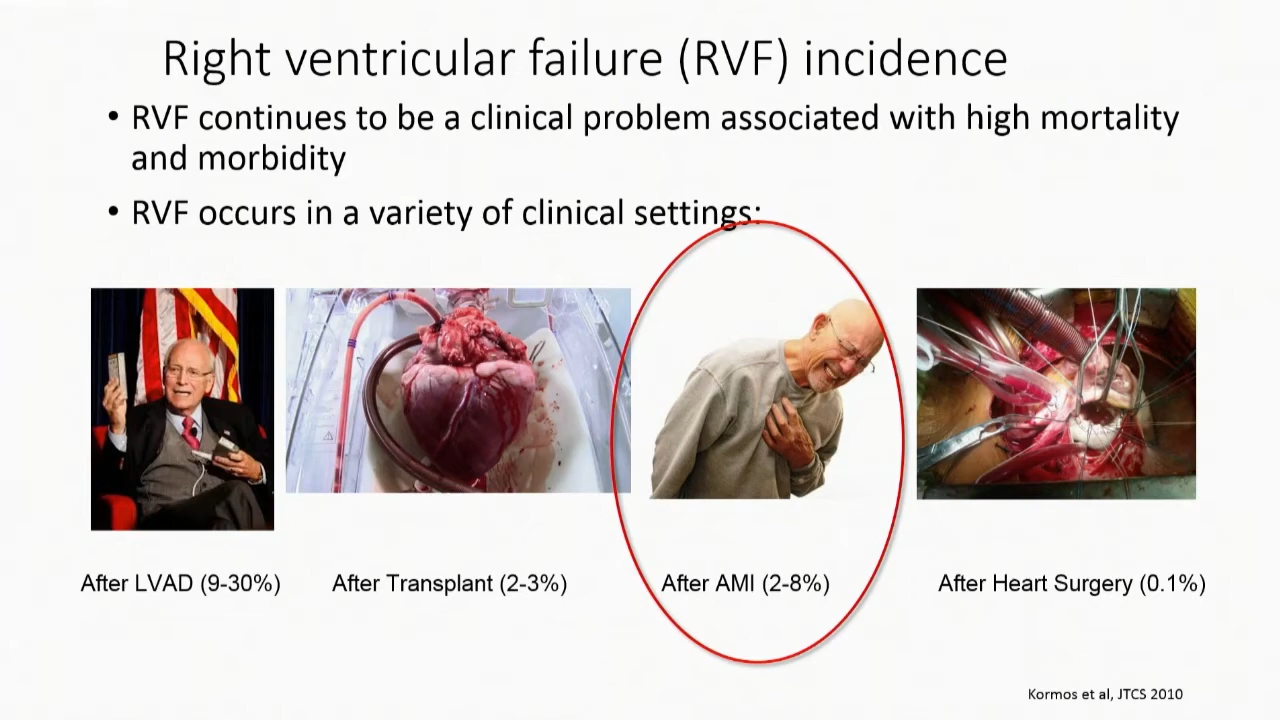 Right ventricular failure (RVF) incidence
• RVF continues to be a clinical problem associated with high mortality
and morbidity
• RVF occurs in a variety of clinical settings:
After LVAD (9-30%)
After Transplant (2-3%)
After AMI (2-8%)
After Heart Surgery (0.1%)
Kormos et al, JTCS 2010